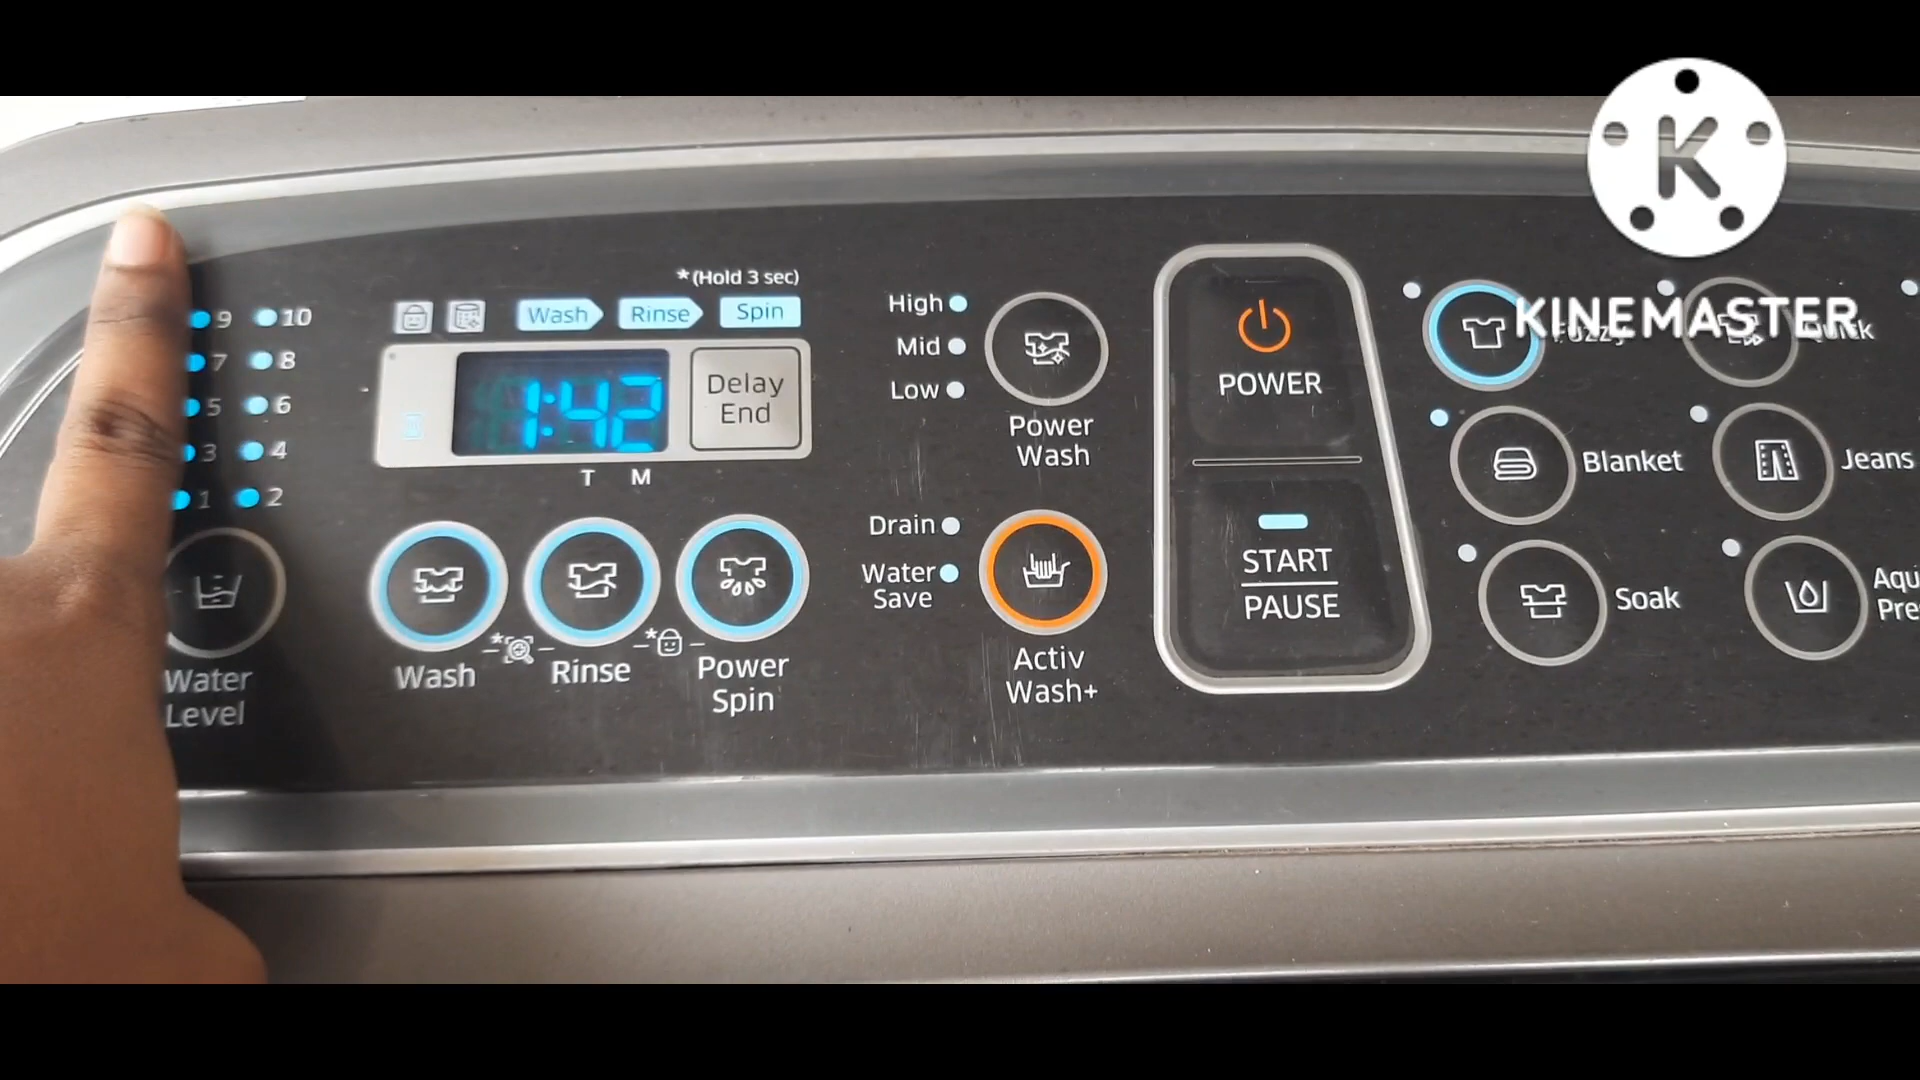 K
KINEMASTER
9 10
7 8
5 6
3 4
1 2
Water
Level
*(Hold 3 sec)
Wash Rinse Spin
1:42
Delay
End
T M
Wash
Rinse
Power
Spin
High
Mid
Low
Power
Wash
Drain
Water
Save
Activ
Wash+
POWER
START
PAUSE
Fuzzy
Quick
Blanket
Jeans
Soak
Aqu
Pre